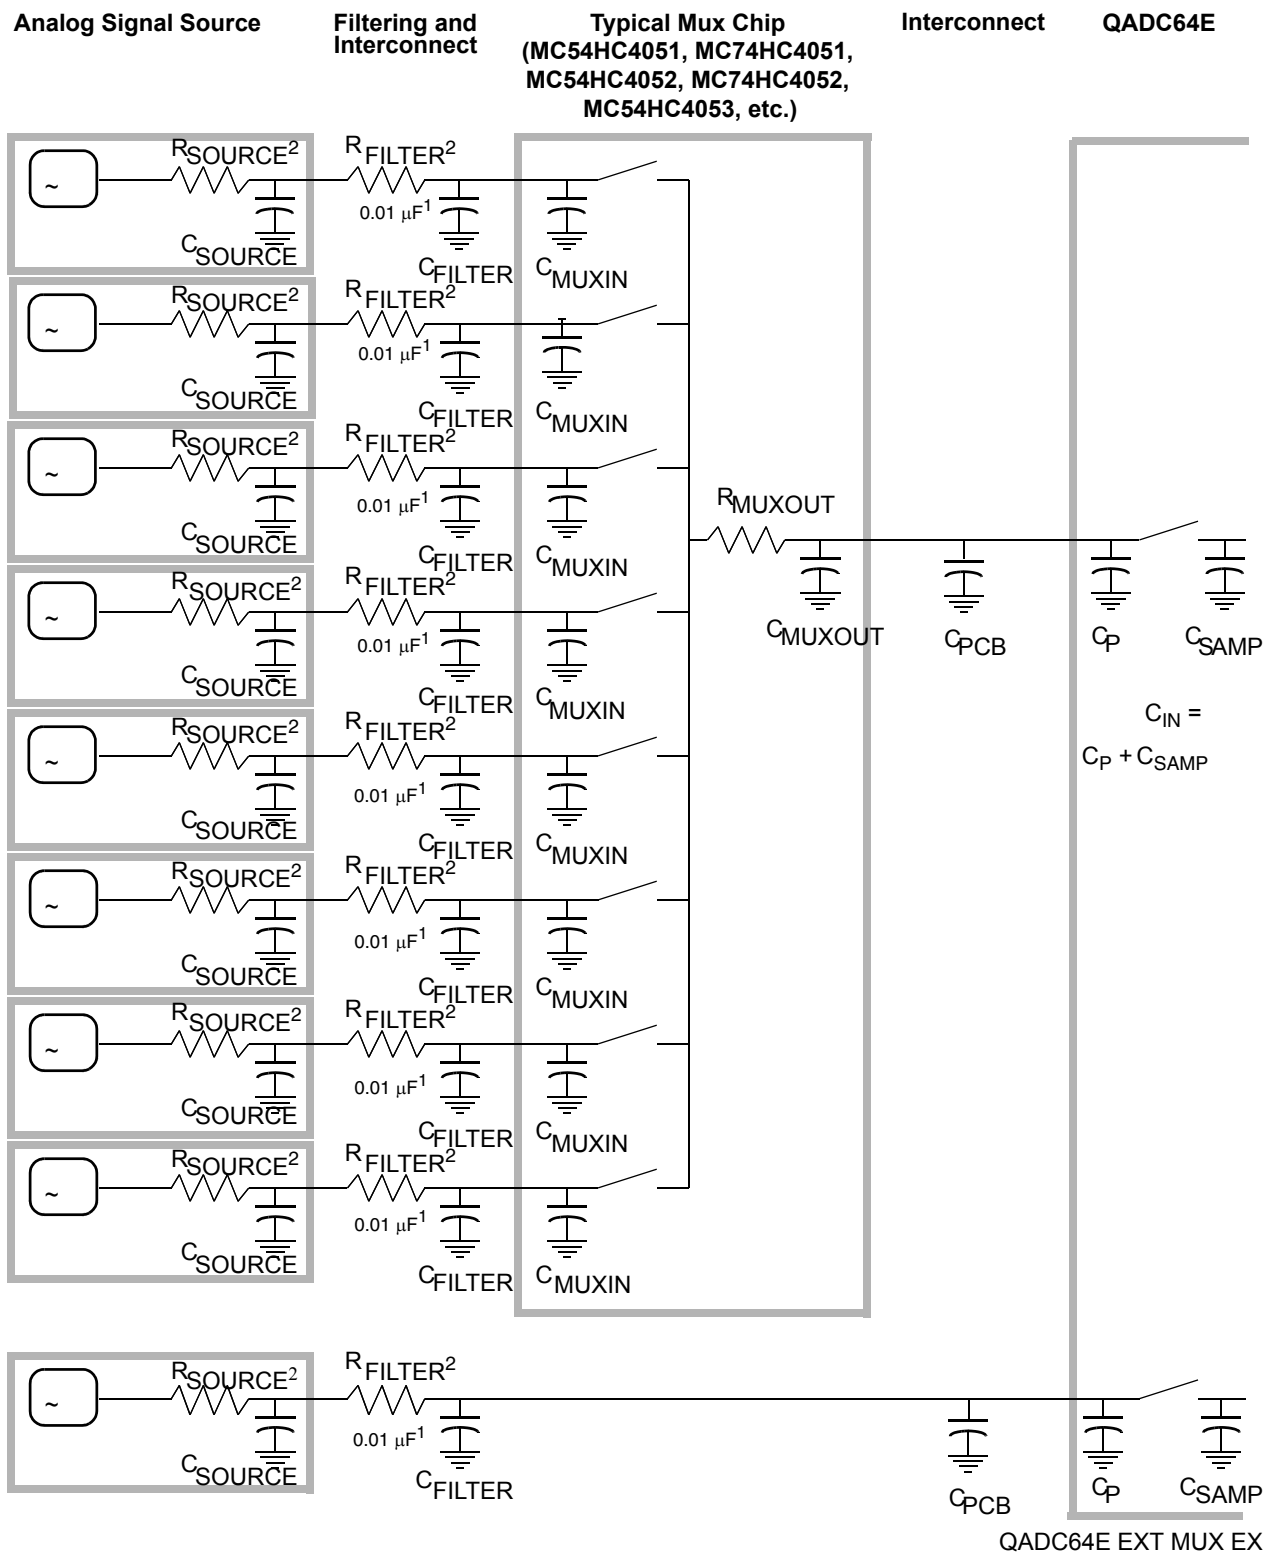 Analog Signal Source
Filtering and
Interconnect
Typical Mux Chip
(MC54HC4051, MC74HC4051,
MC54HC4052, MC74HC4052,
MC54HC4053, etc.)
Interconnect
QADC64E
RSOURCE2
RFILTER2
~
0.01 μF1
CSOURCE
CFILTER
CMUXIN
RSOURCE2
RFILTER2
~
0.01 μF1
CSOURCE
CFILTER
CMUXIN
RSOURCE2
RFILTER2
~
0.01 μF1
CSOURCE
CFILTER
CMUXIN
RMUXOUT
RSOURCE2
RFILTER2
~
0.01 μF1
CSOURCE
CFILTER
CMUXIN
CMUXOUT
CPCB
CP
CSAMP
CIN =
CP + CSAMP
RSOURCE2
RFILTER2
~
0.01 μF1
CSOURCE
CFILTER
CMUXIN
RSOURCE2
RFILTER2
~
0.01 μF1
CSOURCE
CFILTER
CMUXIN
RSOURCE2
RFILTER2
~
0.01 μF1
CSOURCE
CFILTER
CMUXIN
RSOURCE2
RFILTER2
~
0.01 μF1
CSOURCE
CFILTER
CMUXIN
RSOURCE2
RFILTER2
~
0.01 μF1
CSOURCE
CFILTER
CPCB
CP
CSAMP
QADC64E EXT MUX EX